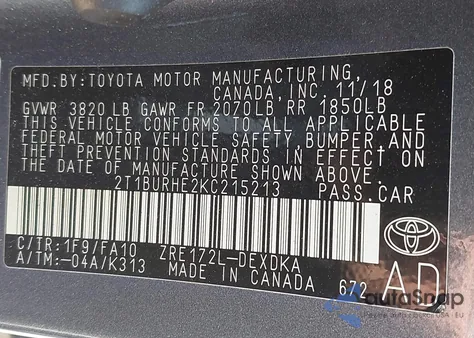 MFD.BY:TOYOTA MOTOR MANUFACTURING,
CANADA, INC. 11/18
GVWR 3820 LB GAWR FR 2070LB RR 1850LB
THIS VEHICLE CONFORMS TO ALL APPLICABLE
FEDERAL MOTOR VEHICLE SAFETY,BUMPER,AND
THEFT PREVENTION STANDARDS IN EFFECT ON
THE DATE OF MANUFACTURE SHOWN ABOVE.
2T1BURHE2KC215213 PASS.CAR
C/TR:1F9/FA10 ZRE172L-DEXDKA
A/TM:-04A/K313 MADE IN CANADA 672
AD
autoSnap